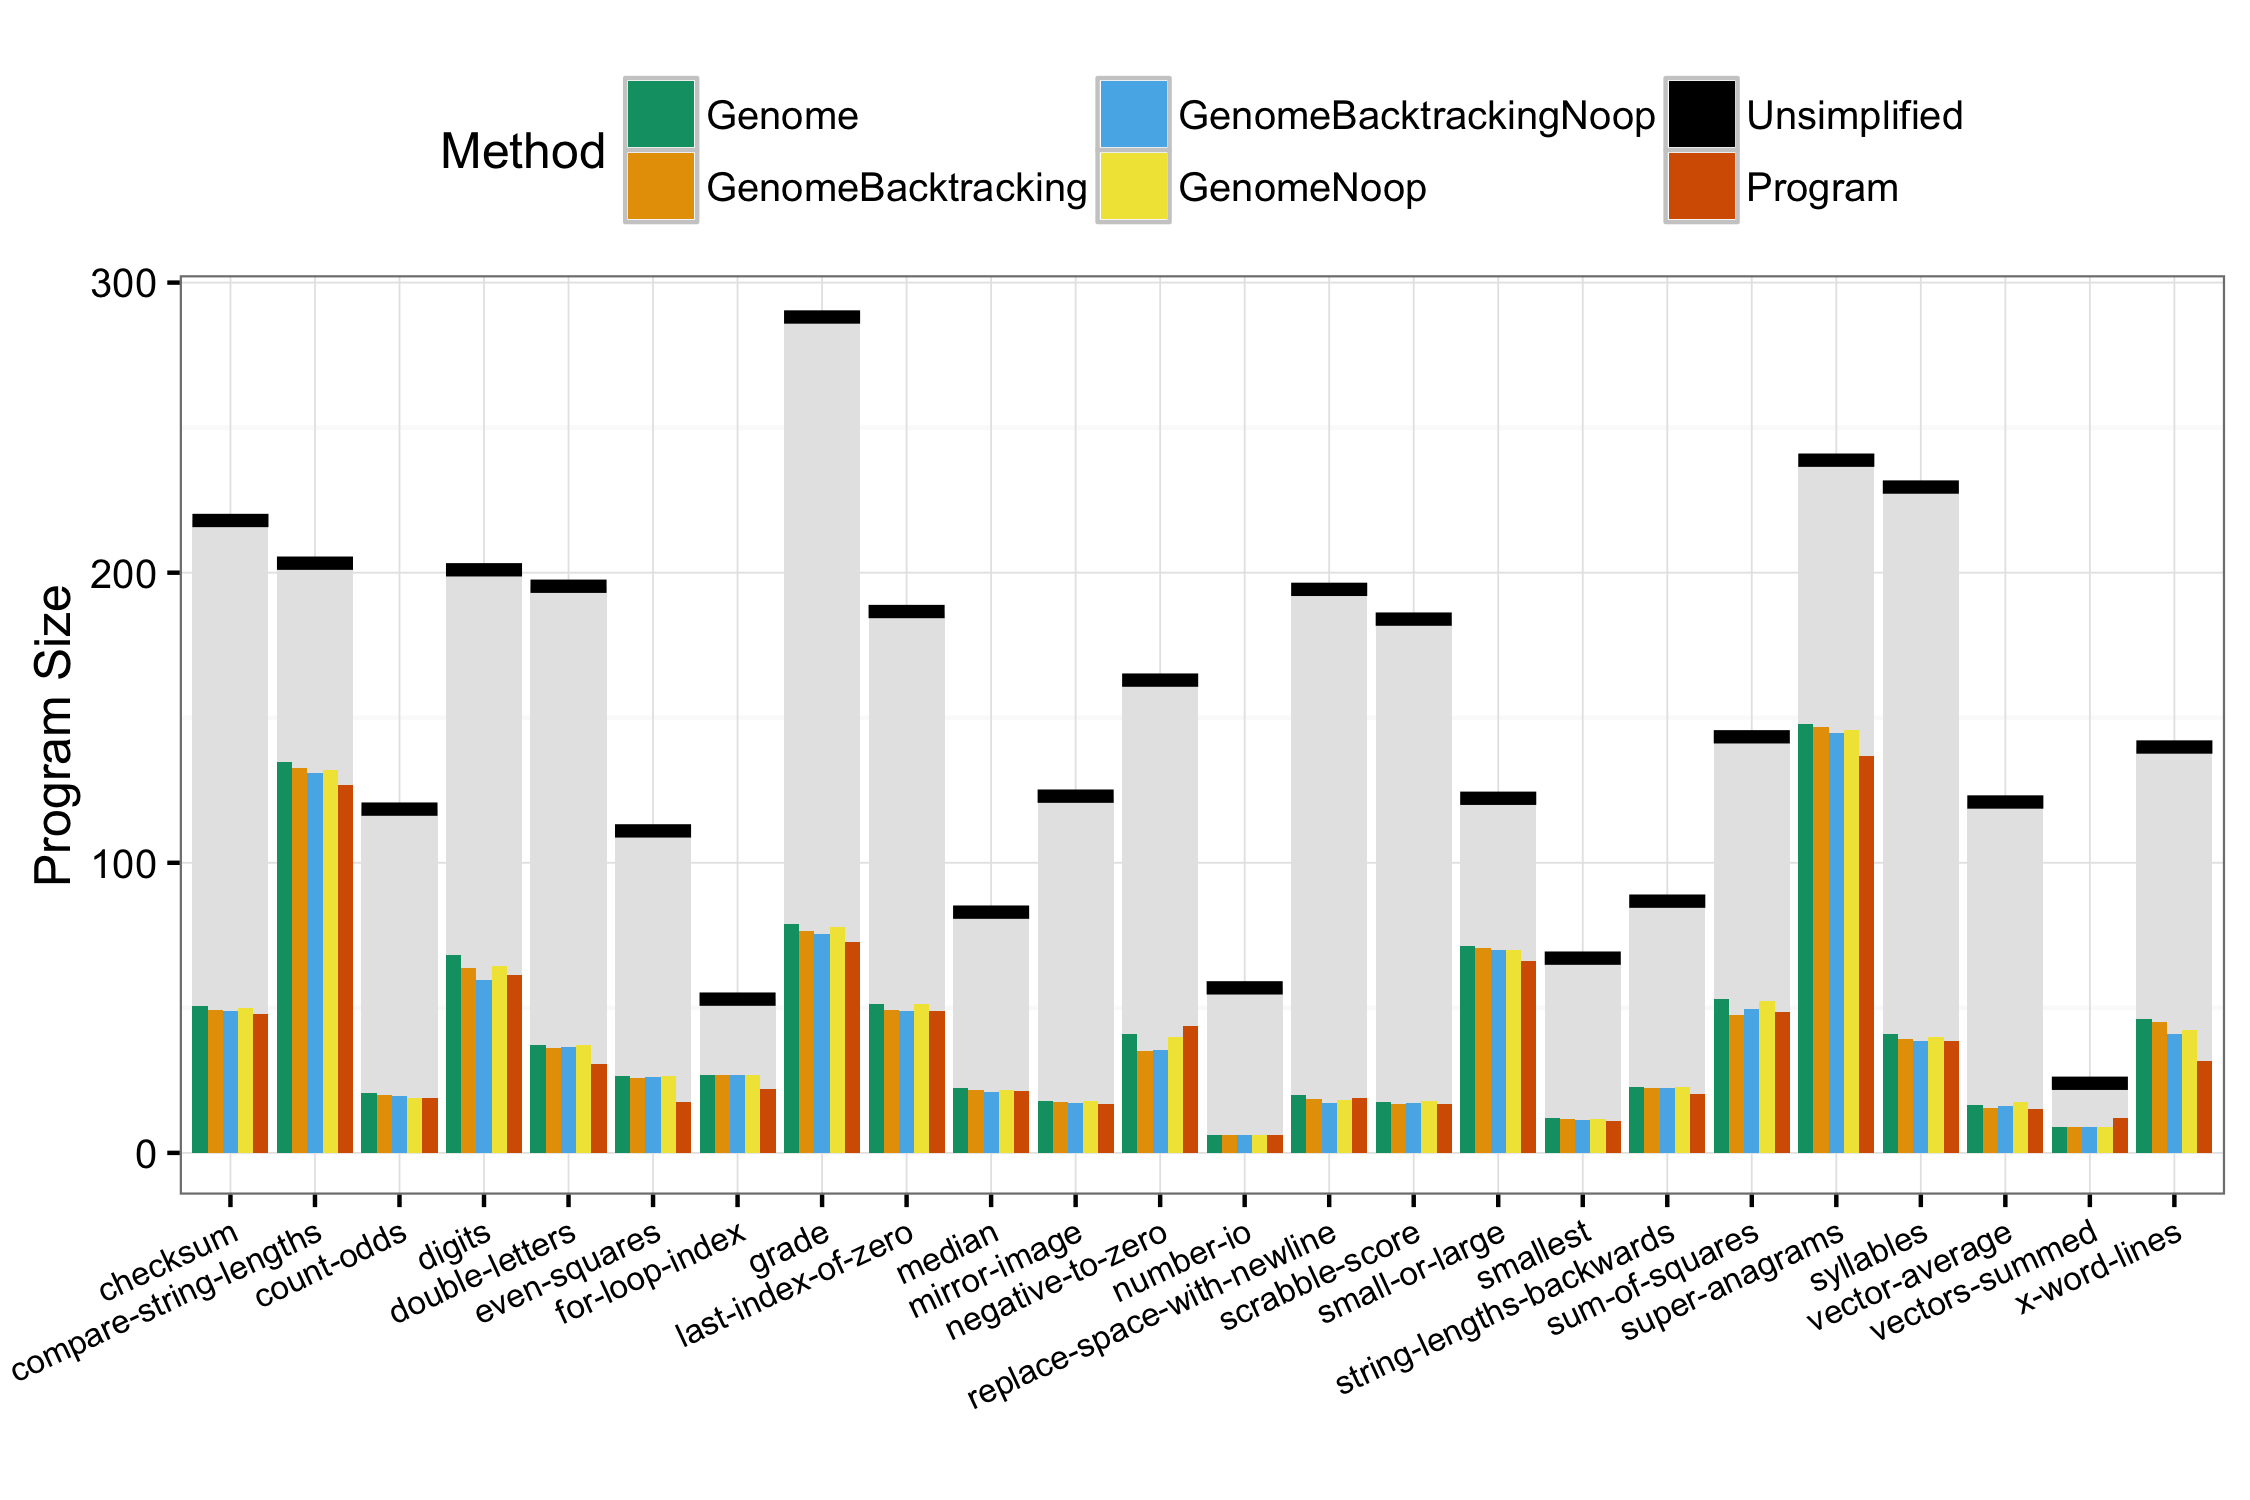 Method
Genome
GenomeBacktracking
GenomeBacktrackingNoop
GenomeNoop
Unsimplified
Program
Program Size
300
200
100
0
checksum
compare-string-lengths
count-odds
digits
double-letters
even-squares
for-loop-index
grade
last-index-of-zero
median
mirror-image
negative-to-zero
number-io
replace-space-with-newline
scrabble-score
small-or-large
smallest
string-lengths-backwards
sum-of-squares
super-anagrams
syllables
vector-average
vectors-summed
x-word-lines